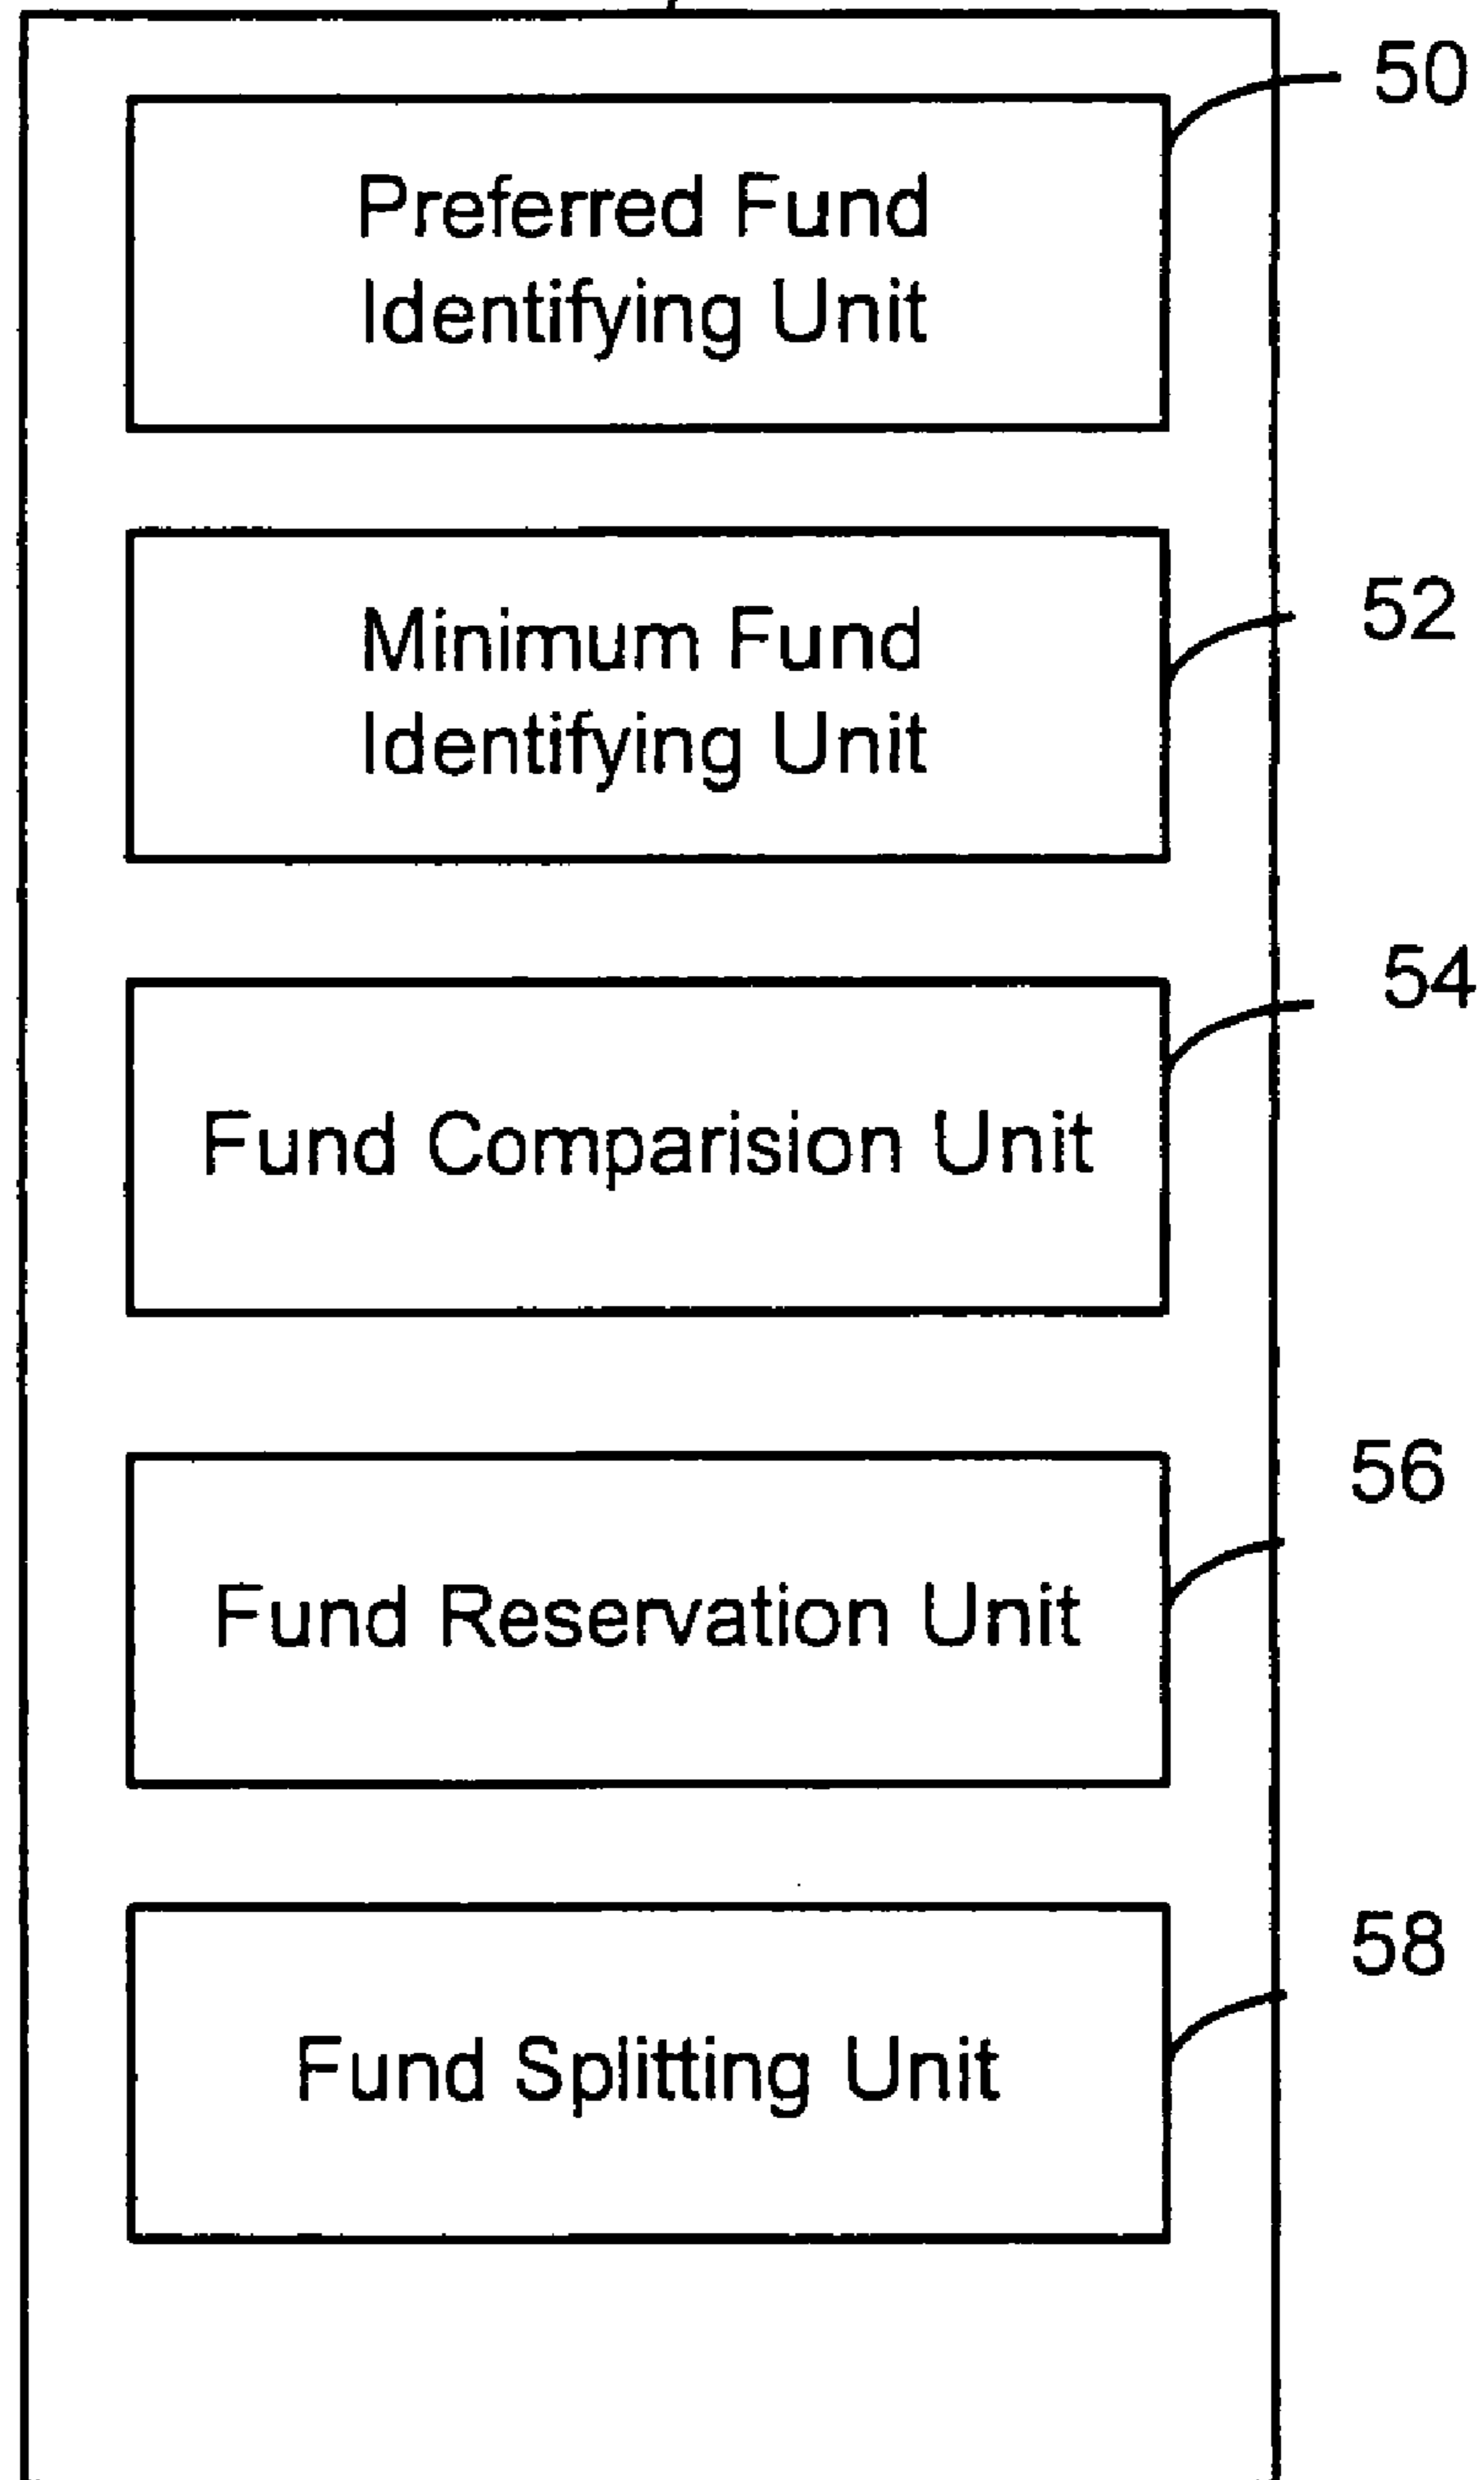 50
Preferred Fund
Identifying Unit
52
Minimum Fund
Identifying Unit
54
Fund Comparision Unit
56
Fund Reservation Unit
58
Fund Splitting Unit